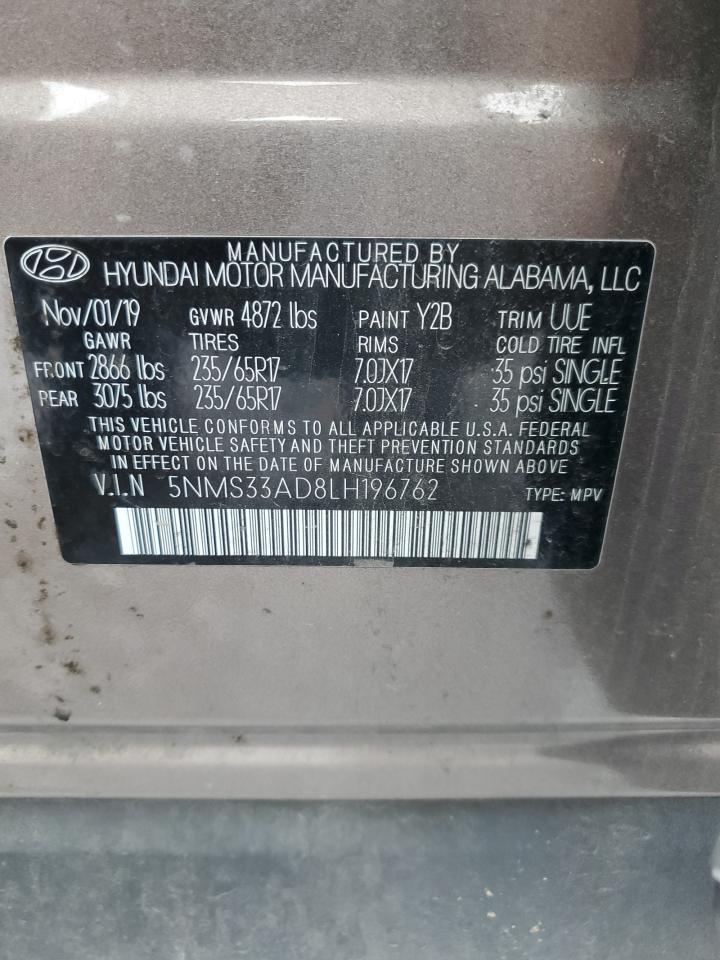 MANUFACTURED BY
HYUNDAI MOTOR MANUFACTURING ALABAMA, LLC
Nov/01/19 GVWR 4872 lbs PAINT Y2B TRIM UUE
GAWR TIRES RIMS COLD TIRE INFL
FRONT 2866 lbs 235/65R17 7.0JX17 35 psi SINGLE
REAR 3075 lbs 235/65R17 7.0JX17 35 psi SINGLE
THIS VEHICLE CONFORMS TO ALL APPLICABLE U.S.A. FEDERAL
MOTOR VEHICLE SAFETY AND THEFT PREVENTION STANDARDS
IN EFFECT ON THE DATE OF MANUFACTURE SHOWN ABOVE
V.I.N 5NMS33AD8LH196762 TYPE: MPV